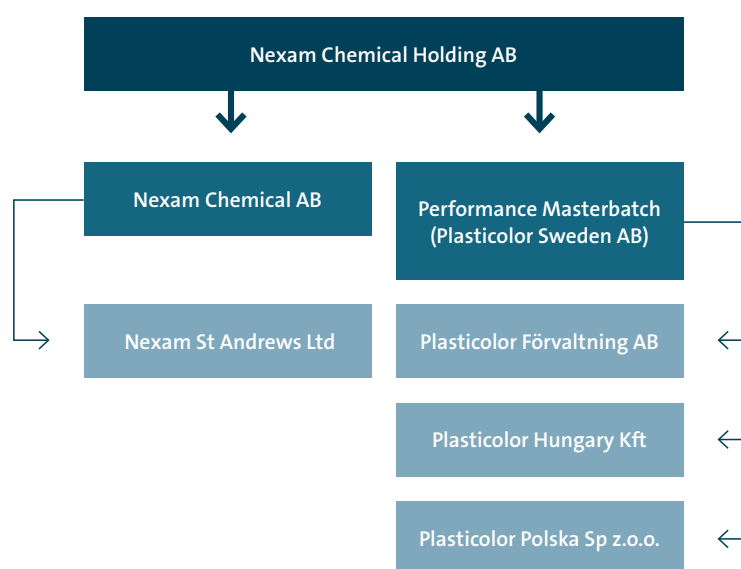 Nexam Chemical Holding AB
Nexam Chemical AB
Performance Masterbatch
(Plasticolor Sweden AB)
Nexam St Andrews Ltd
Plasticolor Förvaltning AB
Plasticolor Hungary Kft
Plasticolor Polska Sp z.o.o.